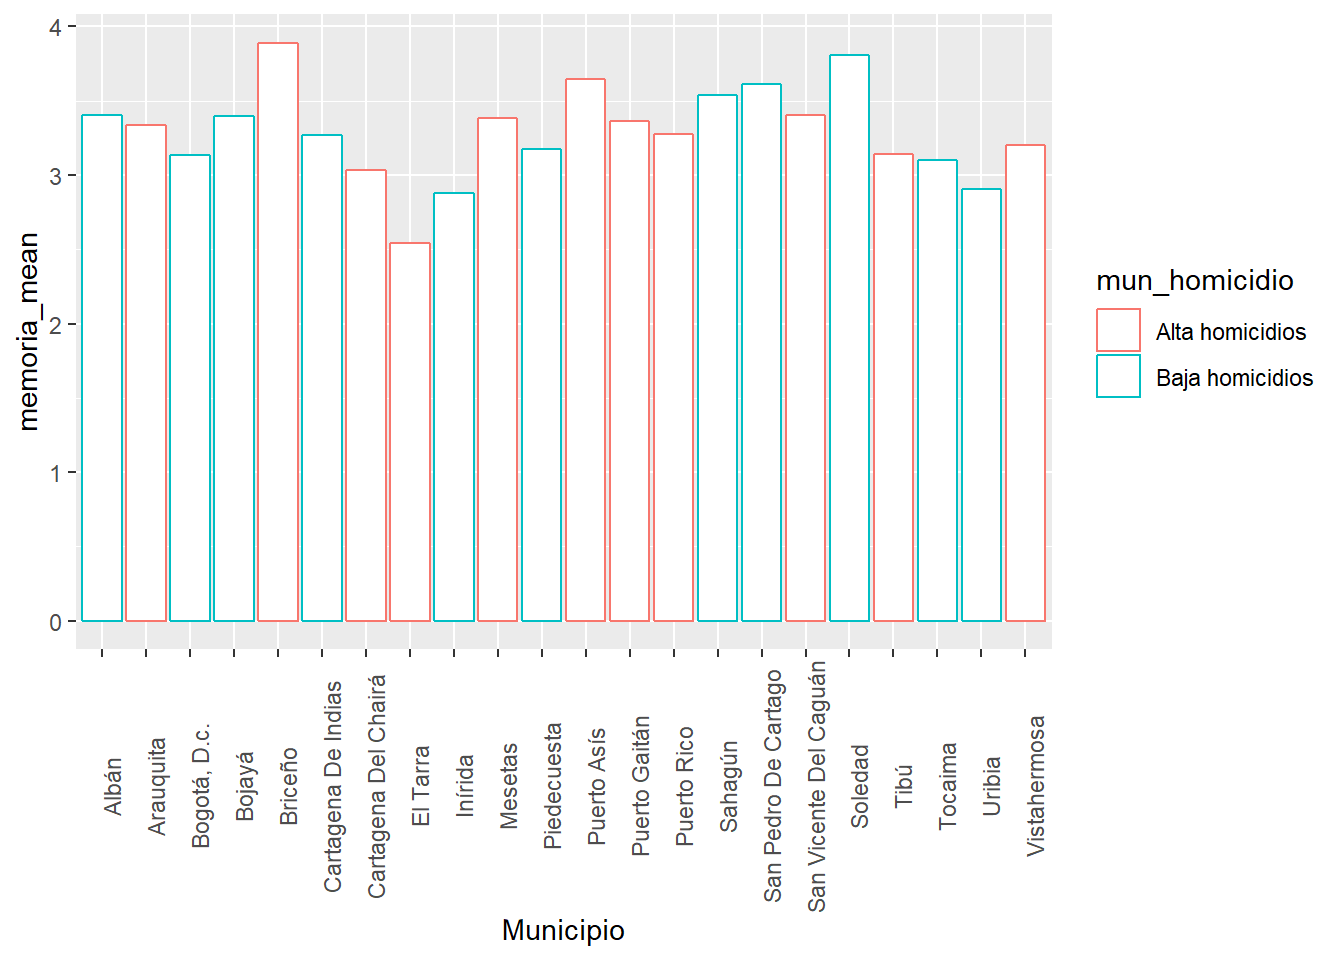 4
3
2
1
0
memoria_mean
Albán
Arauquita
Bogotá, D.c.
Bojayá
Briceño
Cartagena De Indias
Cartagena Del Chairá
El Tarra
Inírida
Mesetas
Piedecuesta
Puerto Asís
Puerto Gaitán
Puerto Rico
Sahagún
San Pedro De Cartago
San Vicente Del Caguán
Soledad
Tibú
Tocaima
Uribia
Vistahermosa
Municipio
mun_homicidio
Alta homicidios
Baja homicidios